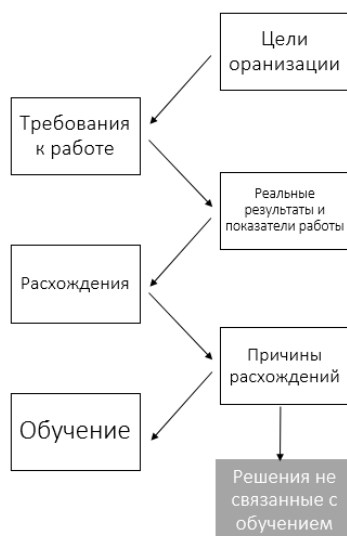 Цели
оранизации
Требования
к работе
Реальные
результаты и
показатели работы
Расхождения
Причины
расхождений
Обучение
Решения не
связанные с
обучением